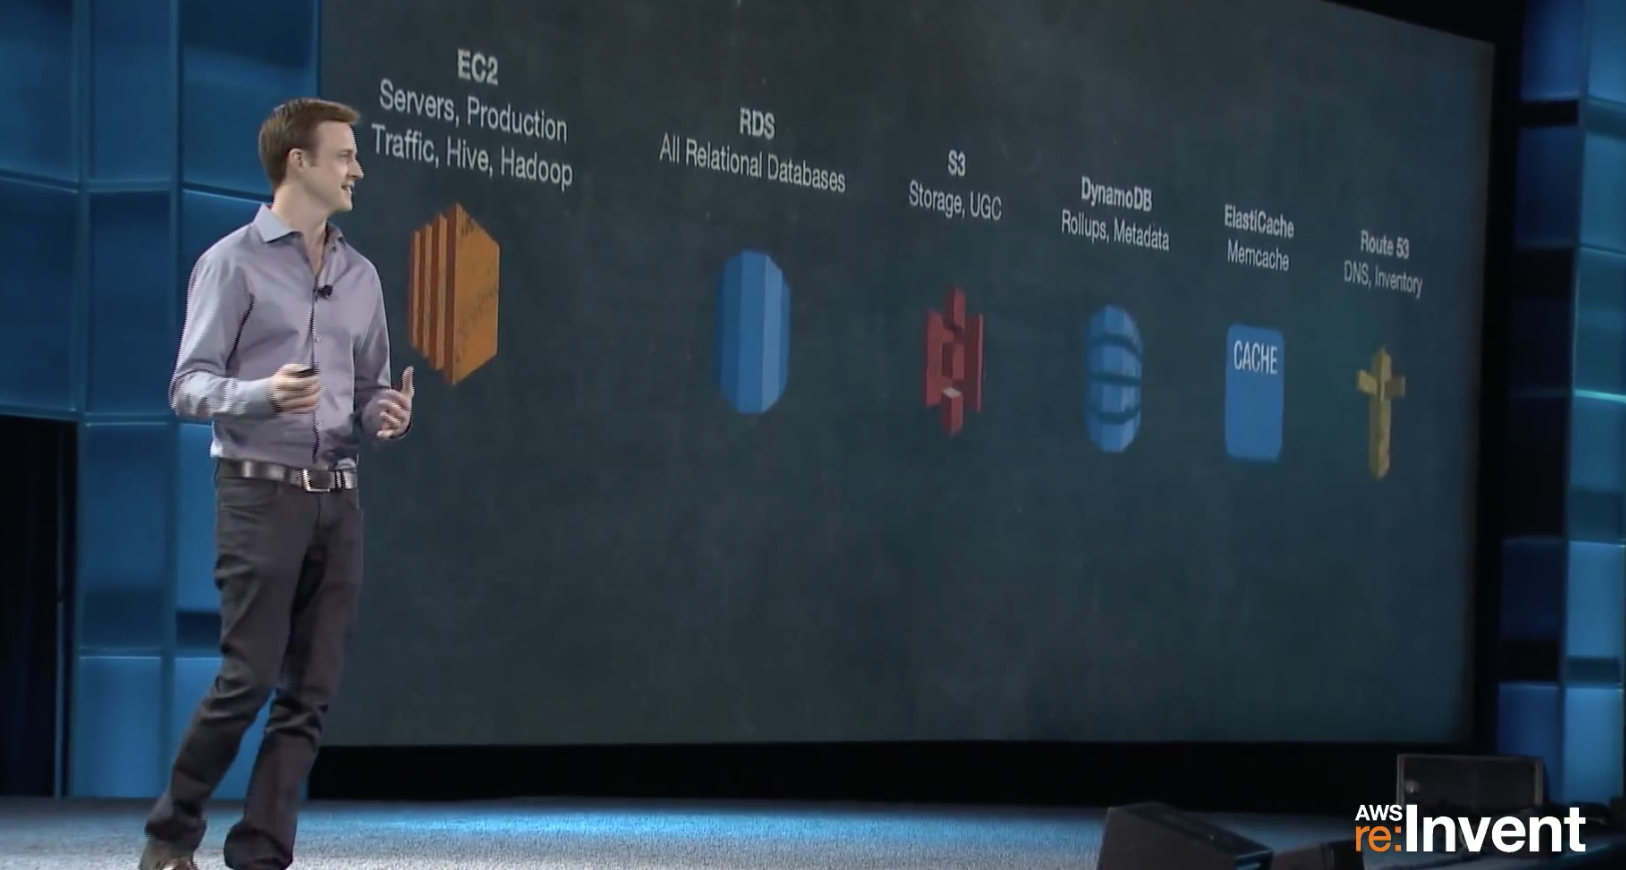 EC2
Servers, Production
Traffic, Hive, Hadoop
RDS
All Relational Databases
S3
Storage, UGC
DynamoDB
Rollups, Metadata
ElastiCache
Memcache
CACHE
Route 53
DNS, Inventory
AWS
re:Invent